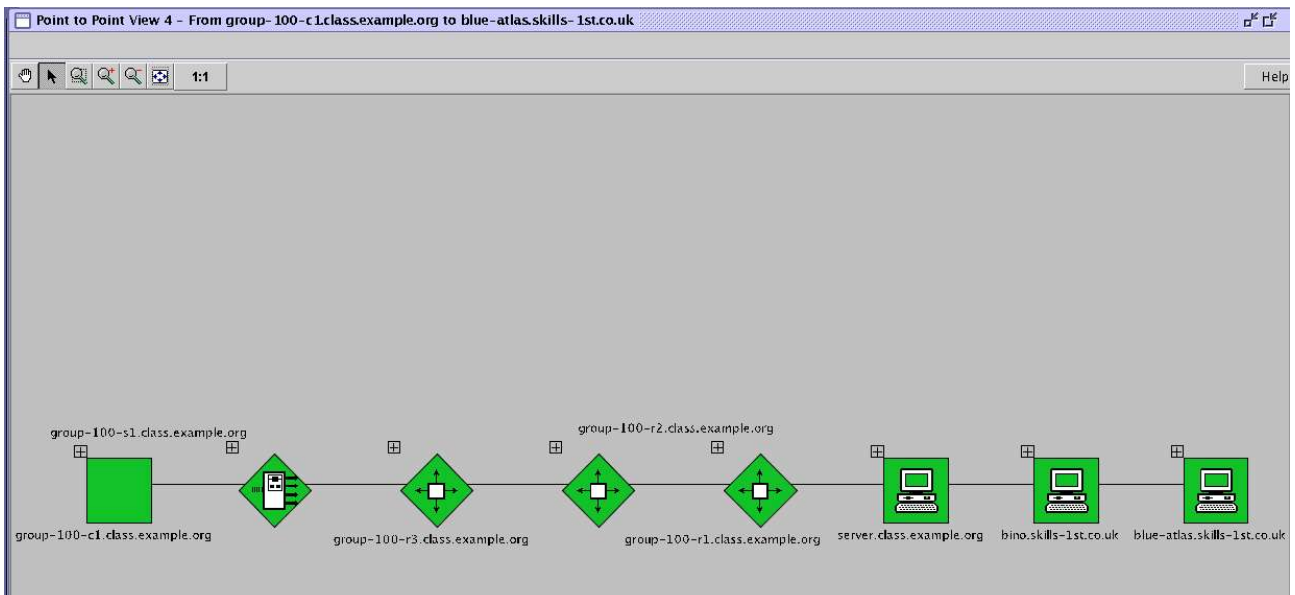 Point to Point View 4 - From group-100-c1.class.example.org to blue-atlas.skills-1st.co.uk
1:1
Help
group-100-s1.class.example.org
group-100-r2.class.example.org
group-100-c1.class.example.org
group-100-r3.class.example.org
group-100-r1.class.example.org
server.class.example.org
bino.skills-1st.co.uk
blue-atlas.skills-1st.co.uk